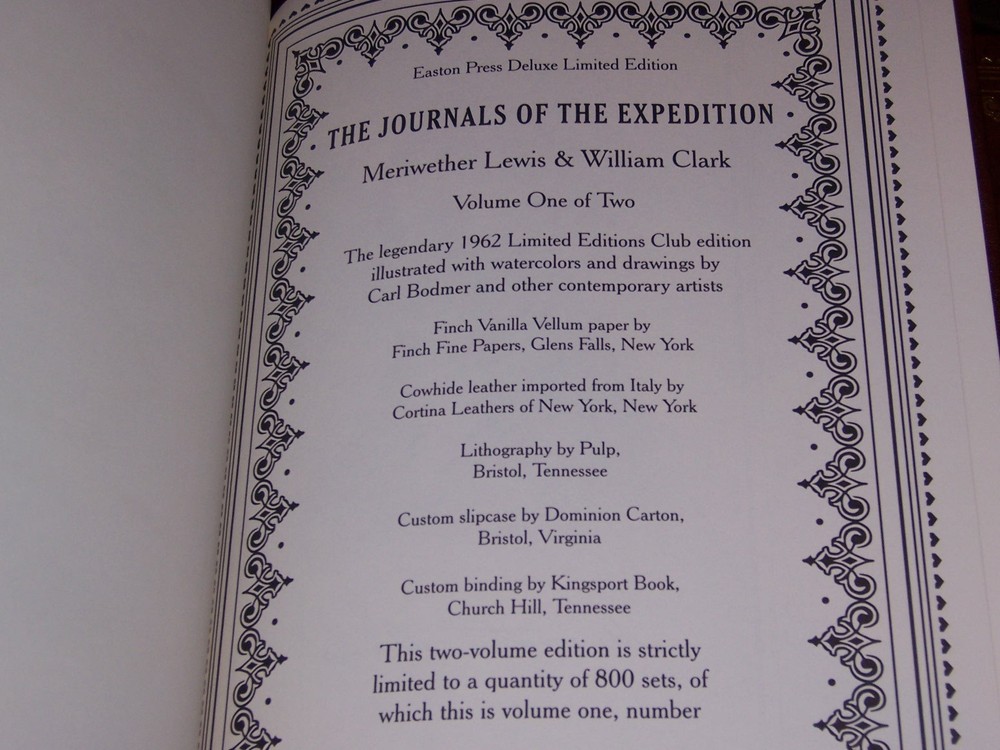 Easton Press Deluxe Limited Edition
THE JOURNALS OF THE EXPEDITION
Meriwether Lewis & William Clark
Volume One of Two
The legendary 1962 Limited Editions Club edition
illustrated with watercolors and drawings by
Carl Bodmer and other contemporary artists
Finch Vanilla Vellum paper by
Finch Fine Papers, Glens Falls, New York
Cowhide leather imported from Italy by
Cortina Leathers of New York, New York
Lithography by Pulp,
Bristol, Tennessee
Custom slipcase by Dominion Carton,
Bristol, Virginia
Custom binding by Kingsport Book,
Church Hill, Tennessee
This two-volume edition is strictly
limited to a quantity of 800 sets, of
which this is volume one, number